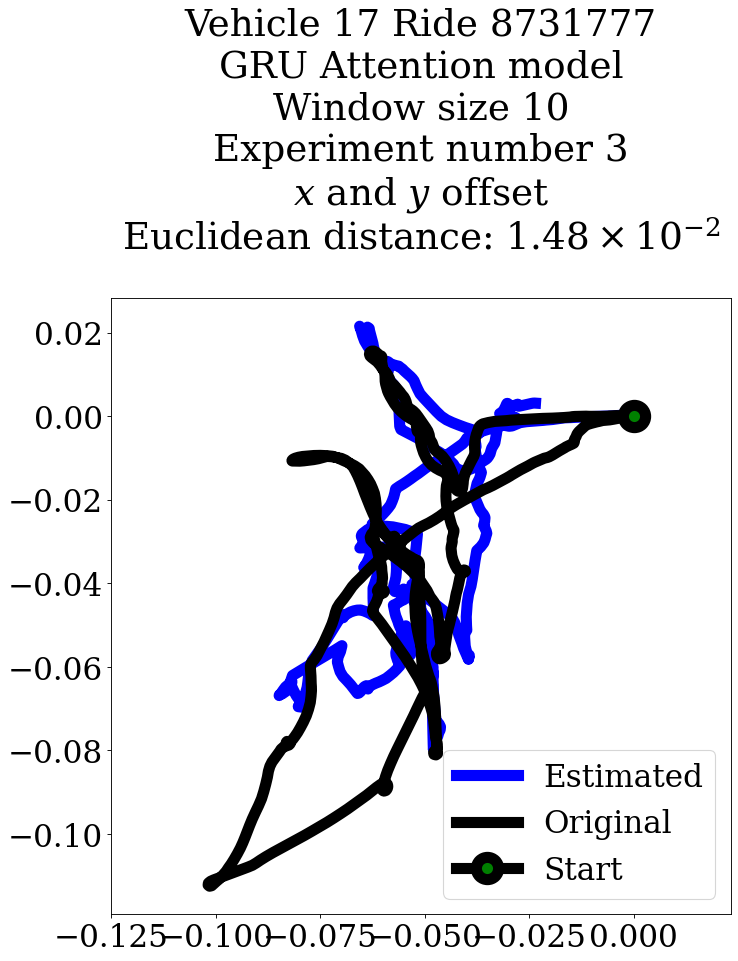 Vehicle 17 Ride 8731777
GRU Attention model
Window size 10
Experiment number 3
x and y offset
Euclidean distance: 1.48 × 10⁻²
0.02
0.00
−0.02
−0.04
−0.06
−0.08
−0.10
Estimated
Original
Start
−0.125 −0.100 −0.075 −0.050 −0.025 0.000